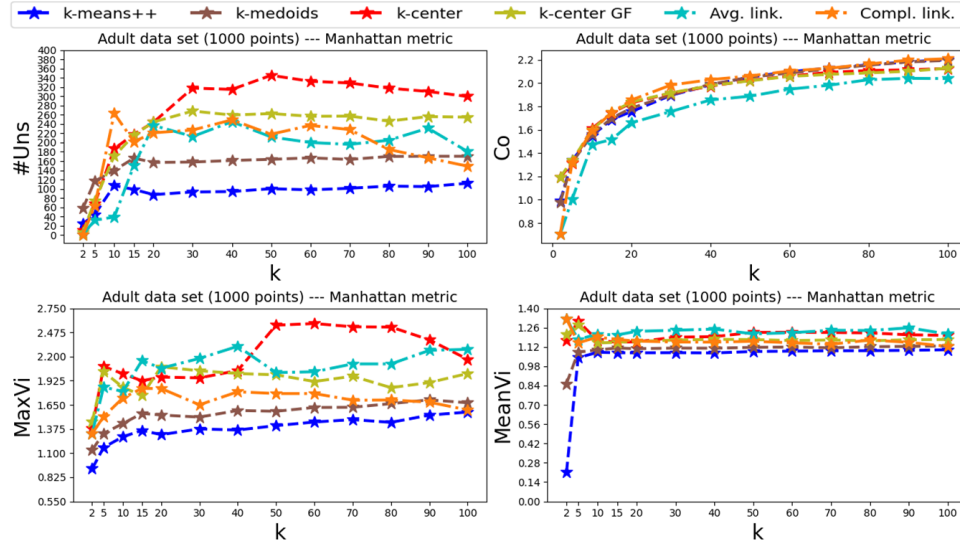 k-means++ k-medoids k-center k-center GF Avg. link. Compl. link.
Adult data set (1000 points) --- Manhattan metric
#Uns
400
380
360
340
320
300
280
260
240
220
200
180
160
140
120
100
80
60
40
20
0
2 5 10 15 20 30 40 50 60 70 80 90 100
k
Adult data set (1000 points) --- Manhattan metric
Co
2.2
2.0
1.8
1.6
1.4
1.2
1.0
0.8
0 20 40 60 80 100
k
Adult data set (1000 points) --- Manhattan metric
MaxVi
2.750
2.475
2.200
1.925
1.650
1.375
1.100
0.825
0.550
2 5 10 15 20 30 40 50 60 70 80 90 100
k
Adult data set (1000 points) --- Manhattan metric
MeanVi
1.40
1.26
1.12
0.98
0.84
0.70
0.56
0.42
0.28
0.14
0.00
2 5 10 15 20 30 40 50 60 70 80 90 100
k